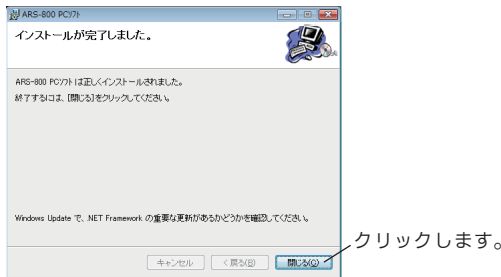 ARS-800 PCソフト
インストールが完了しました。
ARS-800 PCソフト は正しくインストールされました。
終了するには、[閉じる]をクリックしてください。
Windows Update で、.NET Framework の重要な更新があるかどうかを確認してください。
キャンセル
< 戻る(B)
閉じる(C)
クリックします。